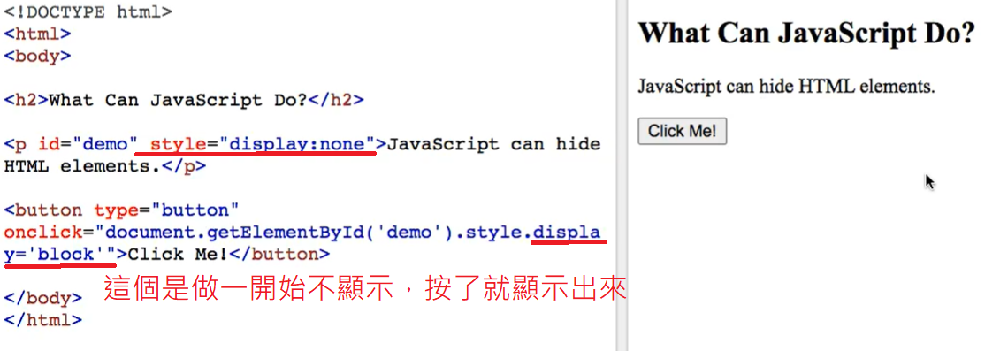 <!DOCTYPE html>
<html>
<body>
<h2>What Can JavaScript Do?</h2>
<p id="demo" style="display:none">JavaScript can hide
HTML elements.</p>
<button type="button"
onclick="document.getElementById('demo').style.displa
y='block'">Click Me!</button>
這個是做一開始不顯示，按了就顯示出來
</body>
</html>
What Can JavaScript Do?
JavaScript can hide HTML elements.
Click Me!